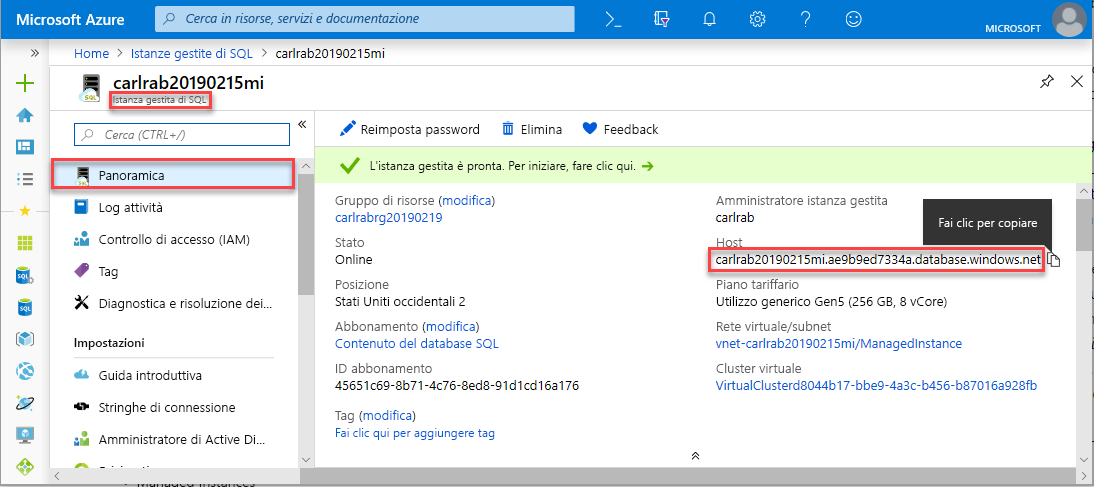 Microsoft Azure
Cerca in risorse, servizi e documentazione
MICROSOFT
Home > Istanze gestite di SQL > carlrab20190215mi
carlrab20190215mi
Istanza gestita di SQL
SQL
Cerca (CTRL+/)
Panoramica
Log attività
Controllo di accesso (IAM)
Tag
Diagnostica e risoluzione dei...
Impostazioni
Guida introduttiva
Stringhe di connessione
Amministratore di Active Di...
Reimposta password
Elimina
Feedback
L'istanza gestita è pronta. Per iniziare, fare clic qui.
Gruppo di risorse (modifica)
carlrabrg20190219
Stato
Online
Posizione
Stati Uniti occidentali 2
Abbonamento (modifica)
Contenuto del database SQL
ID abbonamento
45651c69-8b71-4c76-8ed8-91d1cd16a176
Tag (modifica)
Fai clic qui per aggiungere tag
Amministratore istanza gestita
carlrab
Fai clic per copiare
Host
carlrab20190215mi.ae9b9ed7334a.database.windows.net
Piano tariffario
Utilizzo generico Gen5 (256 GB, 8 vCore)
Rete virtuale/subnet
vnet-carlrab20190215mi/ManagedInstance
Cluster virtuale
VirtualClusterd8044b17-bbe9-4a3c-b456-b87016a928fb